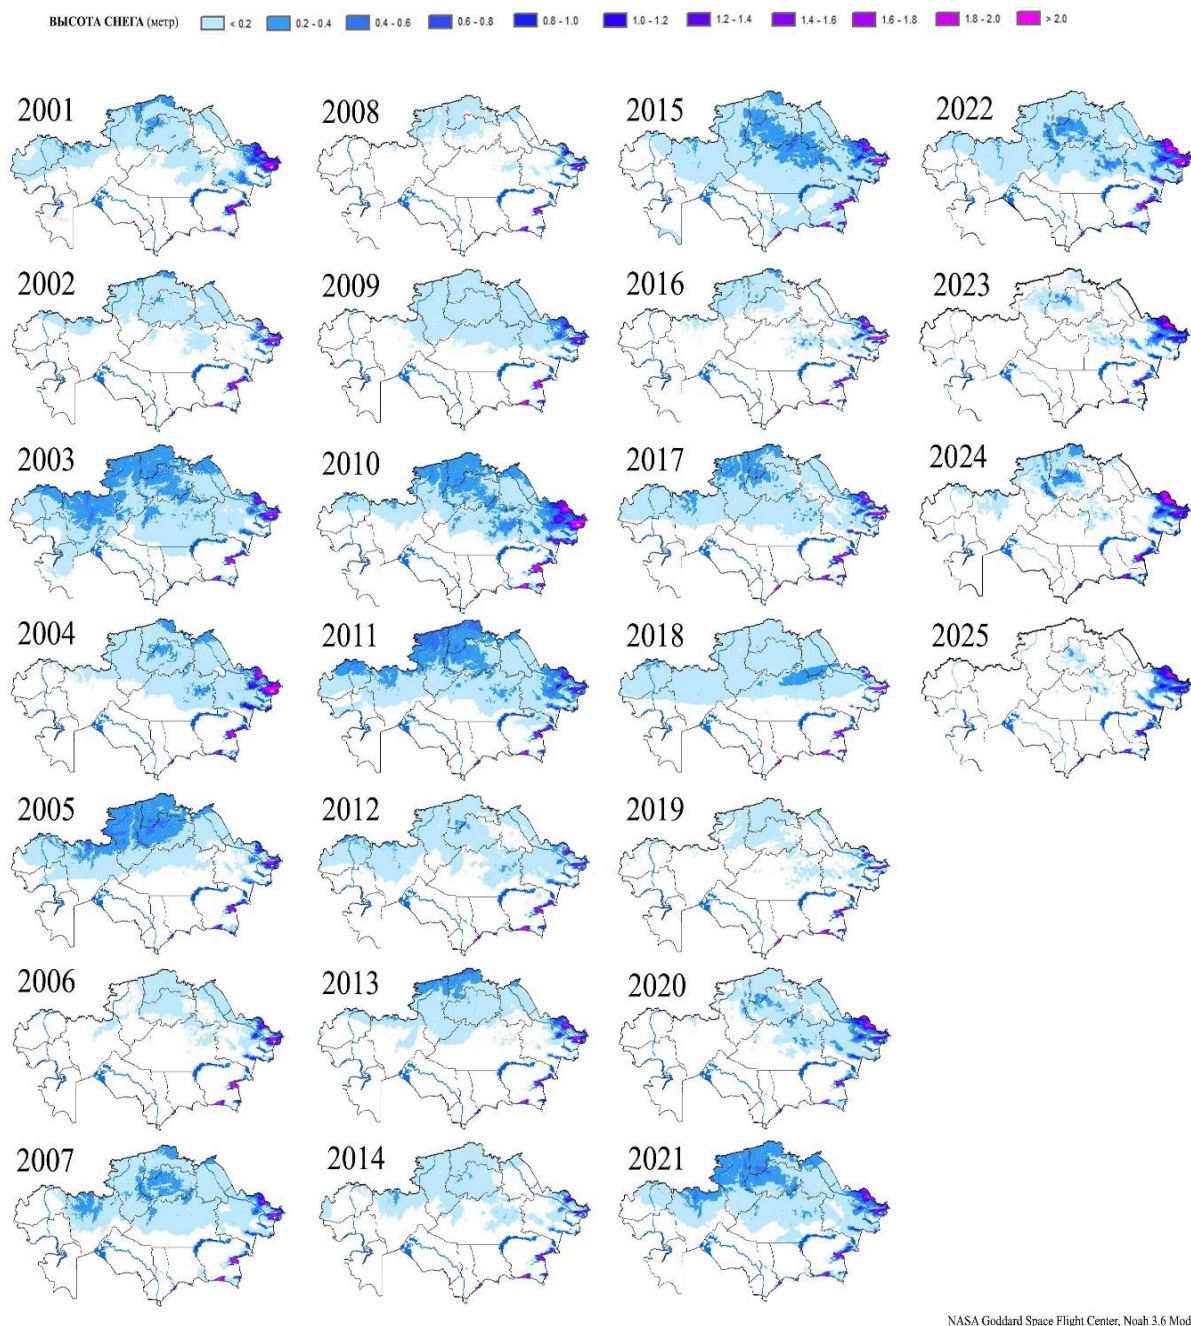 ВЫСОТА СНЕГА (метр) < 0.2 0.2 - 0.4 0.4 - 0.6 0.6 - 0.8 0.8 - 1.0 1.0 - 1.2 1.2 - 1.4 1.4 - 1.6 1.6 - 1.8 1.8 - 2.0 > 2.0
2001 2008 2015 2022
2002 2009 2016 2023
2003 2010 2017 2024
2004 2011 2018 2025
2005 2012 2019
2006 2013 2020
2007 2014 2021
NASA Goddard Space Flight Center, Noah 3.6 Mod